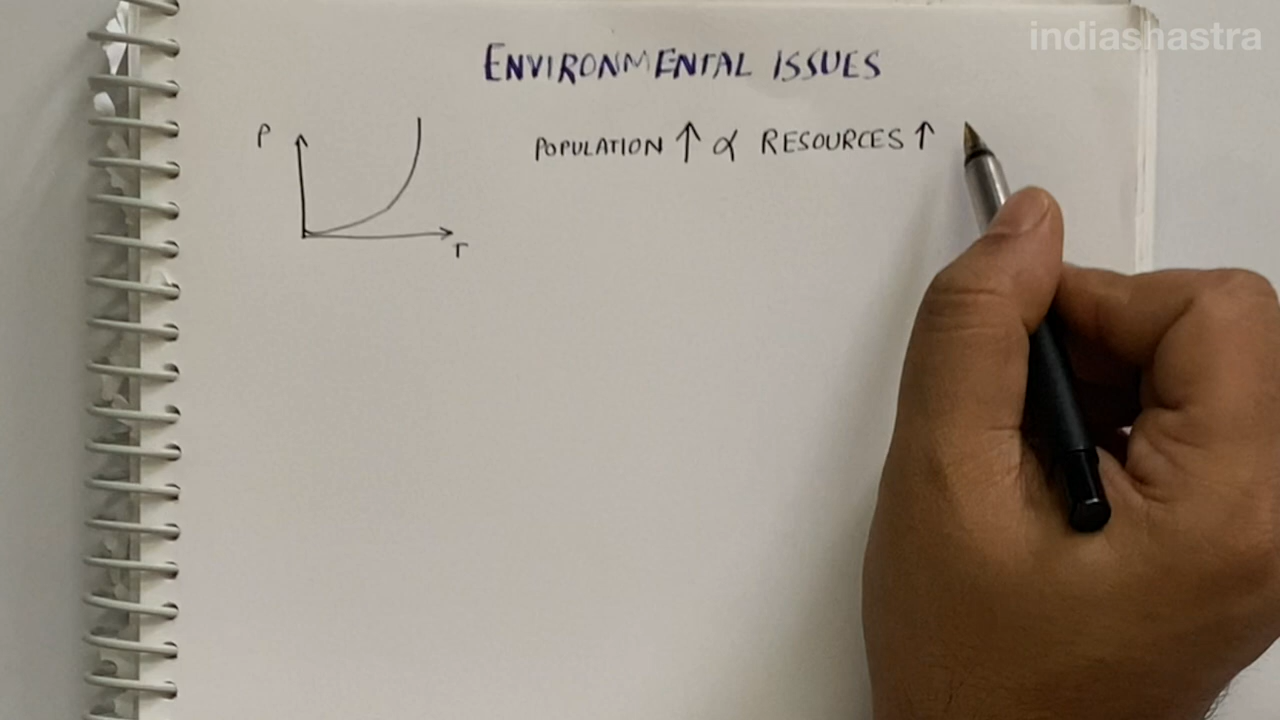 indiashastra
ENVIRONMENTAL ISSUES
P
POPULATION ↑ ∝ RESOURCES ↑
r